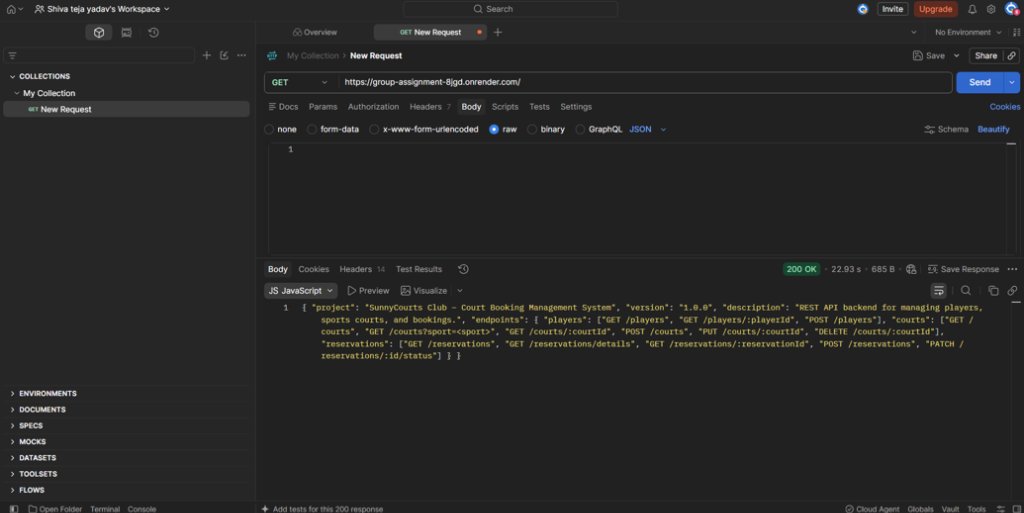 Shiva teja yadav's Workspace
Search
Invite
Upgrade
Overview
GET New Request
No Environment
My Collection > New Request
Save
Share
COLLECTIONS
My Collection
GET New Request
GET
https://group-assignment-8jgd.onrender.com/
Send
Docs Params Authorization Headers 7 Body Scripts Tests Settings
Cookies
none form-data x-www-form-urlencoded raw binary GraphQL JSON
Schema Beautify
1
Body Cookies Headers 14 Test Results
200 OK · 22.93 s · 685 B
Save Response
JS JavaScript Preview Visualize
1 { "project": "SunnyCourts Club – Court Booking Management System", "version": "1.0.0", "description": "REST API backend for managing players,
sports courts, and bookings.", "endpoints": { "players": ["GET /players", "GET /players/:playerId", "POST /players"], "courts": ["GET /
courts", "GET /courts?sport=<sport>", "GET /courts/:courtId", "POST /courts", "PUT /courts/:courtId", "DELETE /courts/:courtId"],
"reservations": ["GET /reservations", "GET /reservations/details", "GET /reservations/:reservationId", "POST /reservations", "PATCH /
reservations/:id/status"] } }
ENVIRONMENTS
DOCUMENTS
SPECS
MOCKS
DATASETS
TOOLSETS
FLOWS
Open Folder Terminal Console
Add tests for this 200 response
Cloud Agent Globals Vault Tools